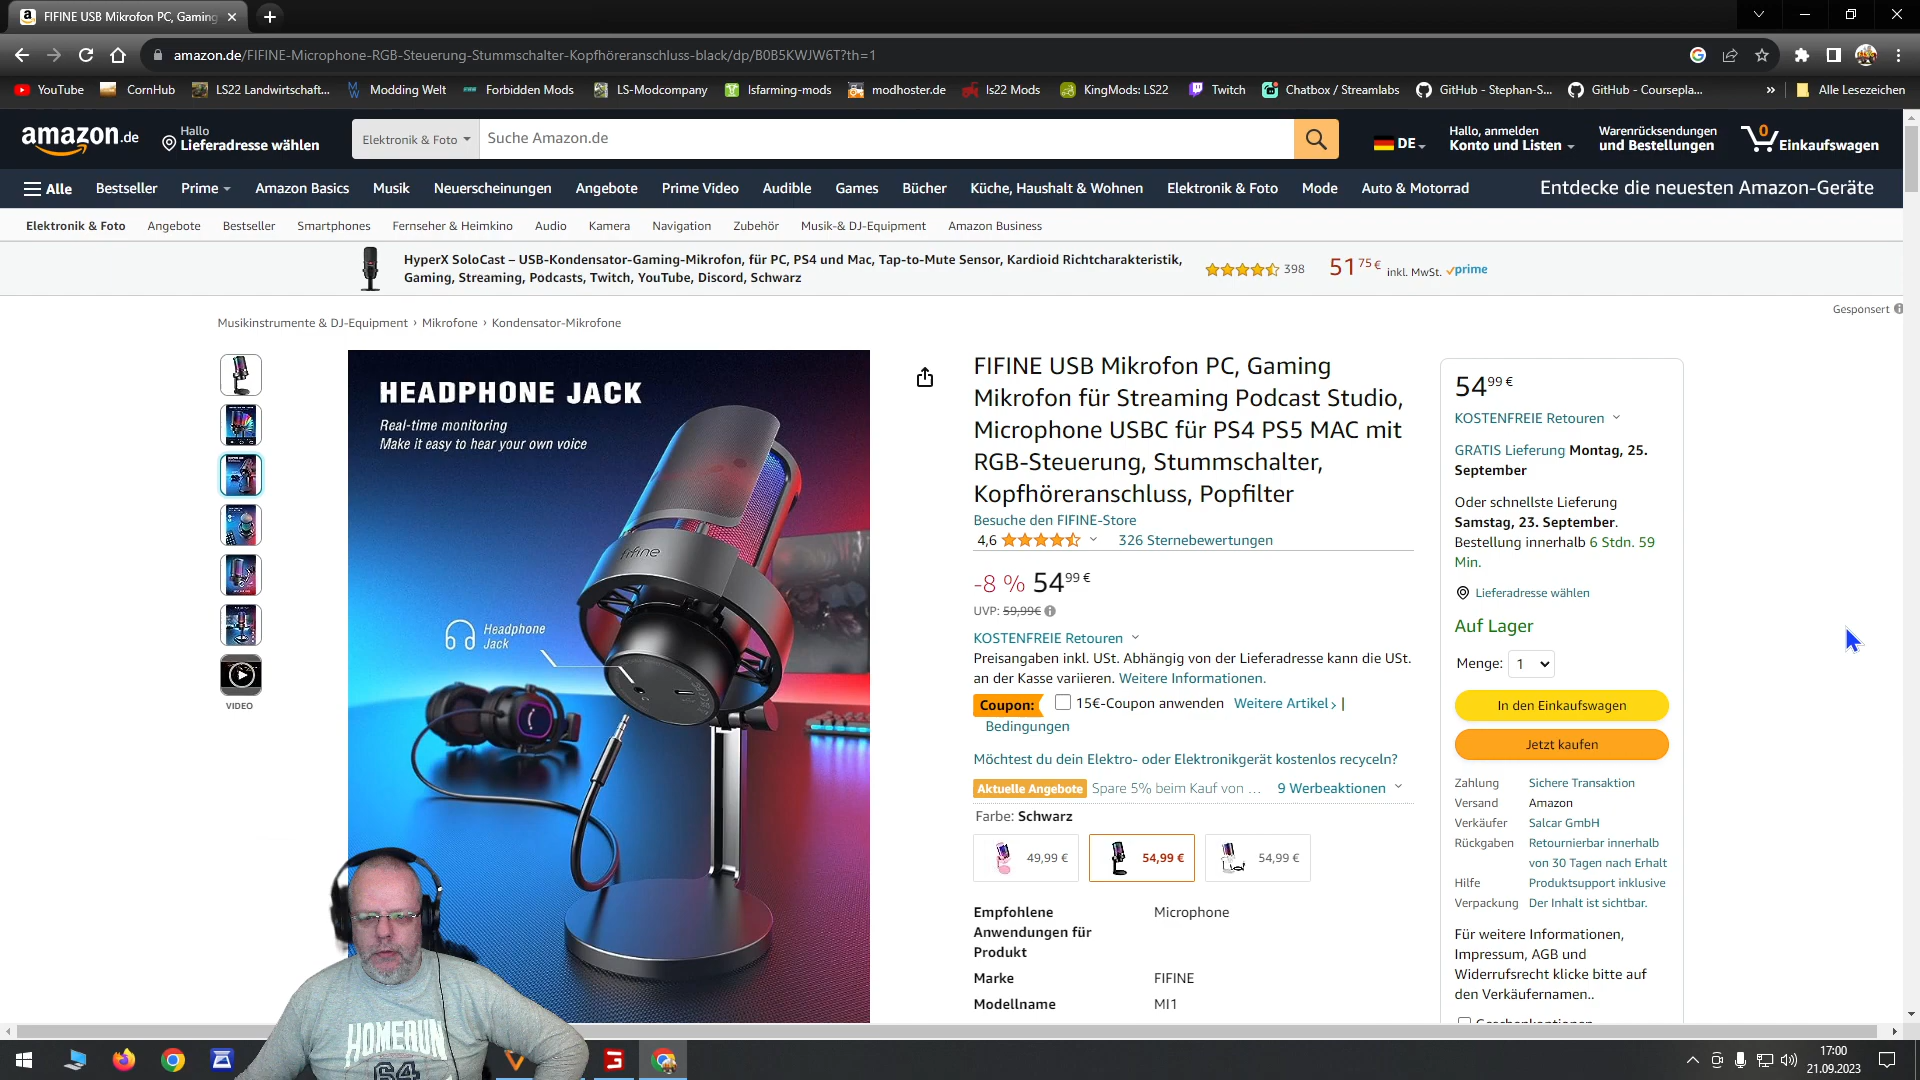 FIFINE USB Mikrofon PC, Gaming
amazon.de/FIFINE-Microphone-RGB-Steuerung-Stummschalter-Kopfhöreranschluss-black/dp/B0B5KWJW6T?th=1
YouTube CornHub LS22 Landwirtschaft... Modding Welt Forbidden Mods LS-Modcompany lsfarming-mods modhoster.de ls22 Mods KingMods: LS22 Twitch Chatbox / Streamlabs GitHub - Stephan-S... GitHub - Coursepla... » Alle Lesezeichen
amazon.de
Hallo
Lieferadresse wählen
Elektronik & Foto
Suche Amazon.de
DE
Hallo, anmelden
Konto und Listen
Warenrücksendungen
und Bestellungen
0
Einkaufswagen
Alle Bestseller Prime Amazon Basics Musik Neuerscheinungen Angebote Prime Video Audible Games Bücher Küche, Haushalt & Wohnen Elektronik & Foto Mode Auto & Motorrad Entdecke die neuesten Amazon-Geräte
Elektronik & Foto Angebote Bestseller Smartphones Fernseher & Heimkino Audio Kamera Navigation Zubehör Musik-& DJ-Equipment Amazon Business
HyperX SoloCast – USB-Kondensator-Gaming-Mikrofon, für PC, PS4 und Mac, Tap-to-Mute Sensor, Kardioid Richtcharakteristik,
Gaming, Streaming, Podcasts, Twitch, YouTube, Discord, Schwarz
398
51 75 € inkl. MwSt. prime
Gesponsert
Musikinstrumente & DJ-Equipment › Mikrofone › Kondensator-Mikrofone
VIDEO
HEADPHONE JACK
Real-time monitoring
Make it easy to hear your own voice
fifine
Headphone
Jack
FIFINE USB Mikrofon PC, Gaming
Mikrofon für Streaming Podcast Studio,
Microphone USBC für PS4 PS5 MAC mit
RGB-Steuerung, Stummschalter,
Kopfhöreranschluss, Popfilter
Besuche den FIFINE-Store
4,6 326 Sternebewertungen
-8 % 54 99 €
UVP: 59,99€
KOSTENFREIE Retouren
Preisangaben inkl. USt. Abhängig von der Lieferadresse kann die USt.
an der Kasse variieren. Weitere Informationen.
Coupon: 15€-Coupon anwenden Weitere Artikel› |
Bedingungen
Möchtest du dein Elektro- oder Elektronikgerät kostenlos recyceln?
Aktuelle Angebote Spare 5% beim Kauf von ... 9 Werbeaktionen
Farbe: Schwarz
49,99 € 54,99 € 54,99 €
Empfohlene Microphone
Anwendungen für
Produkt
Marke FIFINE
Modellname MI1
54 99 €
KOSTENFREIE Retouren
GRATIS Lieferung Montag, 25.
September
Oder schnellste Lieferung
Samstag, 23. September.
Bestellung innerhalb 6 Stdn. 59
Min.
Lieferadresse wählen
Auf Lager
Menge: 1
In den Einkaufswagen
Jetzt kaufen
Zahlung Sichere Transaktion
Versand Amazon
Verkäufer Salcar GmbH
Rückgaben Retournierbar innerhalb
von 30 Tagen nach Erhalt
Hilfe Produktsupport inklusive
Verpackung Der Inhalt ist sichtbar.
Für weitere Informationen,
Impressum, AGB und
Widerrufsrecht klicke bitte auf
den Verkäufernamen..
HOMERUN
64
17:00
21.09.2023